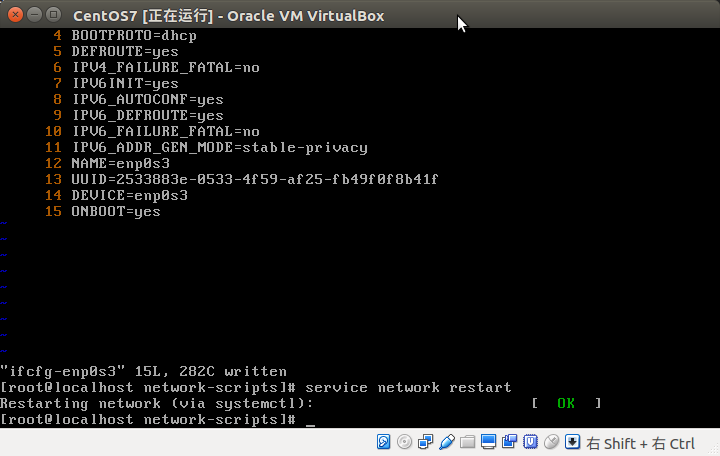 CentOS7 [正在运行] - Oracle VM VirtualBox
4 BOOTPROTO=dhcp
5 DEFROUTE=yes
6 IPV4_FAILURE_FATAL=no
7 IPV6INIT=yes
8 IPV6_AUTOCONF=yes
9 IPV6_DEFROUTE=yes
10 IPV6_FAILURE_FATAL=no
11 IPV6_ADDR_GEN_MODE=stable-privacy
12 NAME=enp0s3
13 UUID=2533883e-0533-4f59-af25-fb49f0f8b41f
14 DEVICE=enp0s3
15 ONBOOT=yes
~
~
~
~
~
~
~
~
~
"ifcfg-enp0s3" 15L, 282C written
[root@localhost network-scripts]# service network restart
Restarting network (via systemctl): [ OK ]
[root@localhost network-scripts]# _
右 Shift + 右 Ctrl